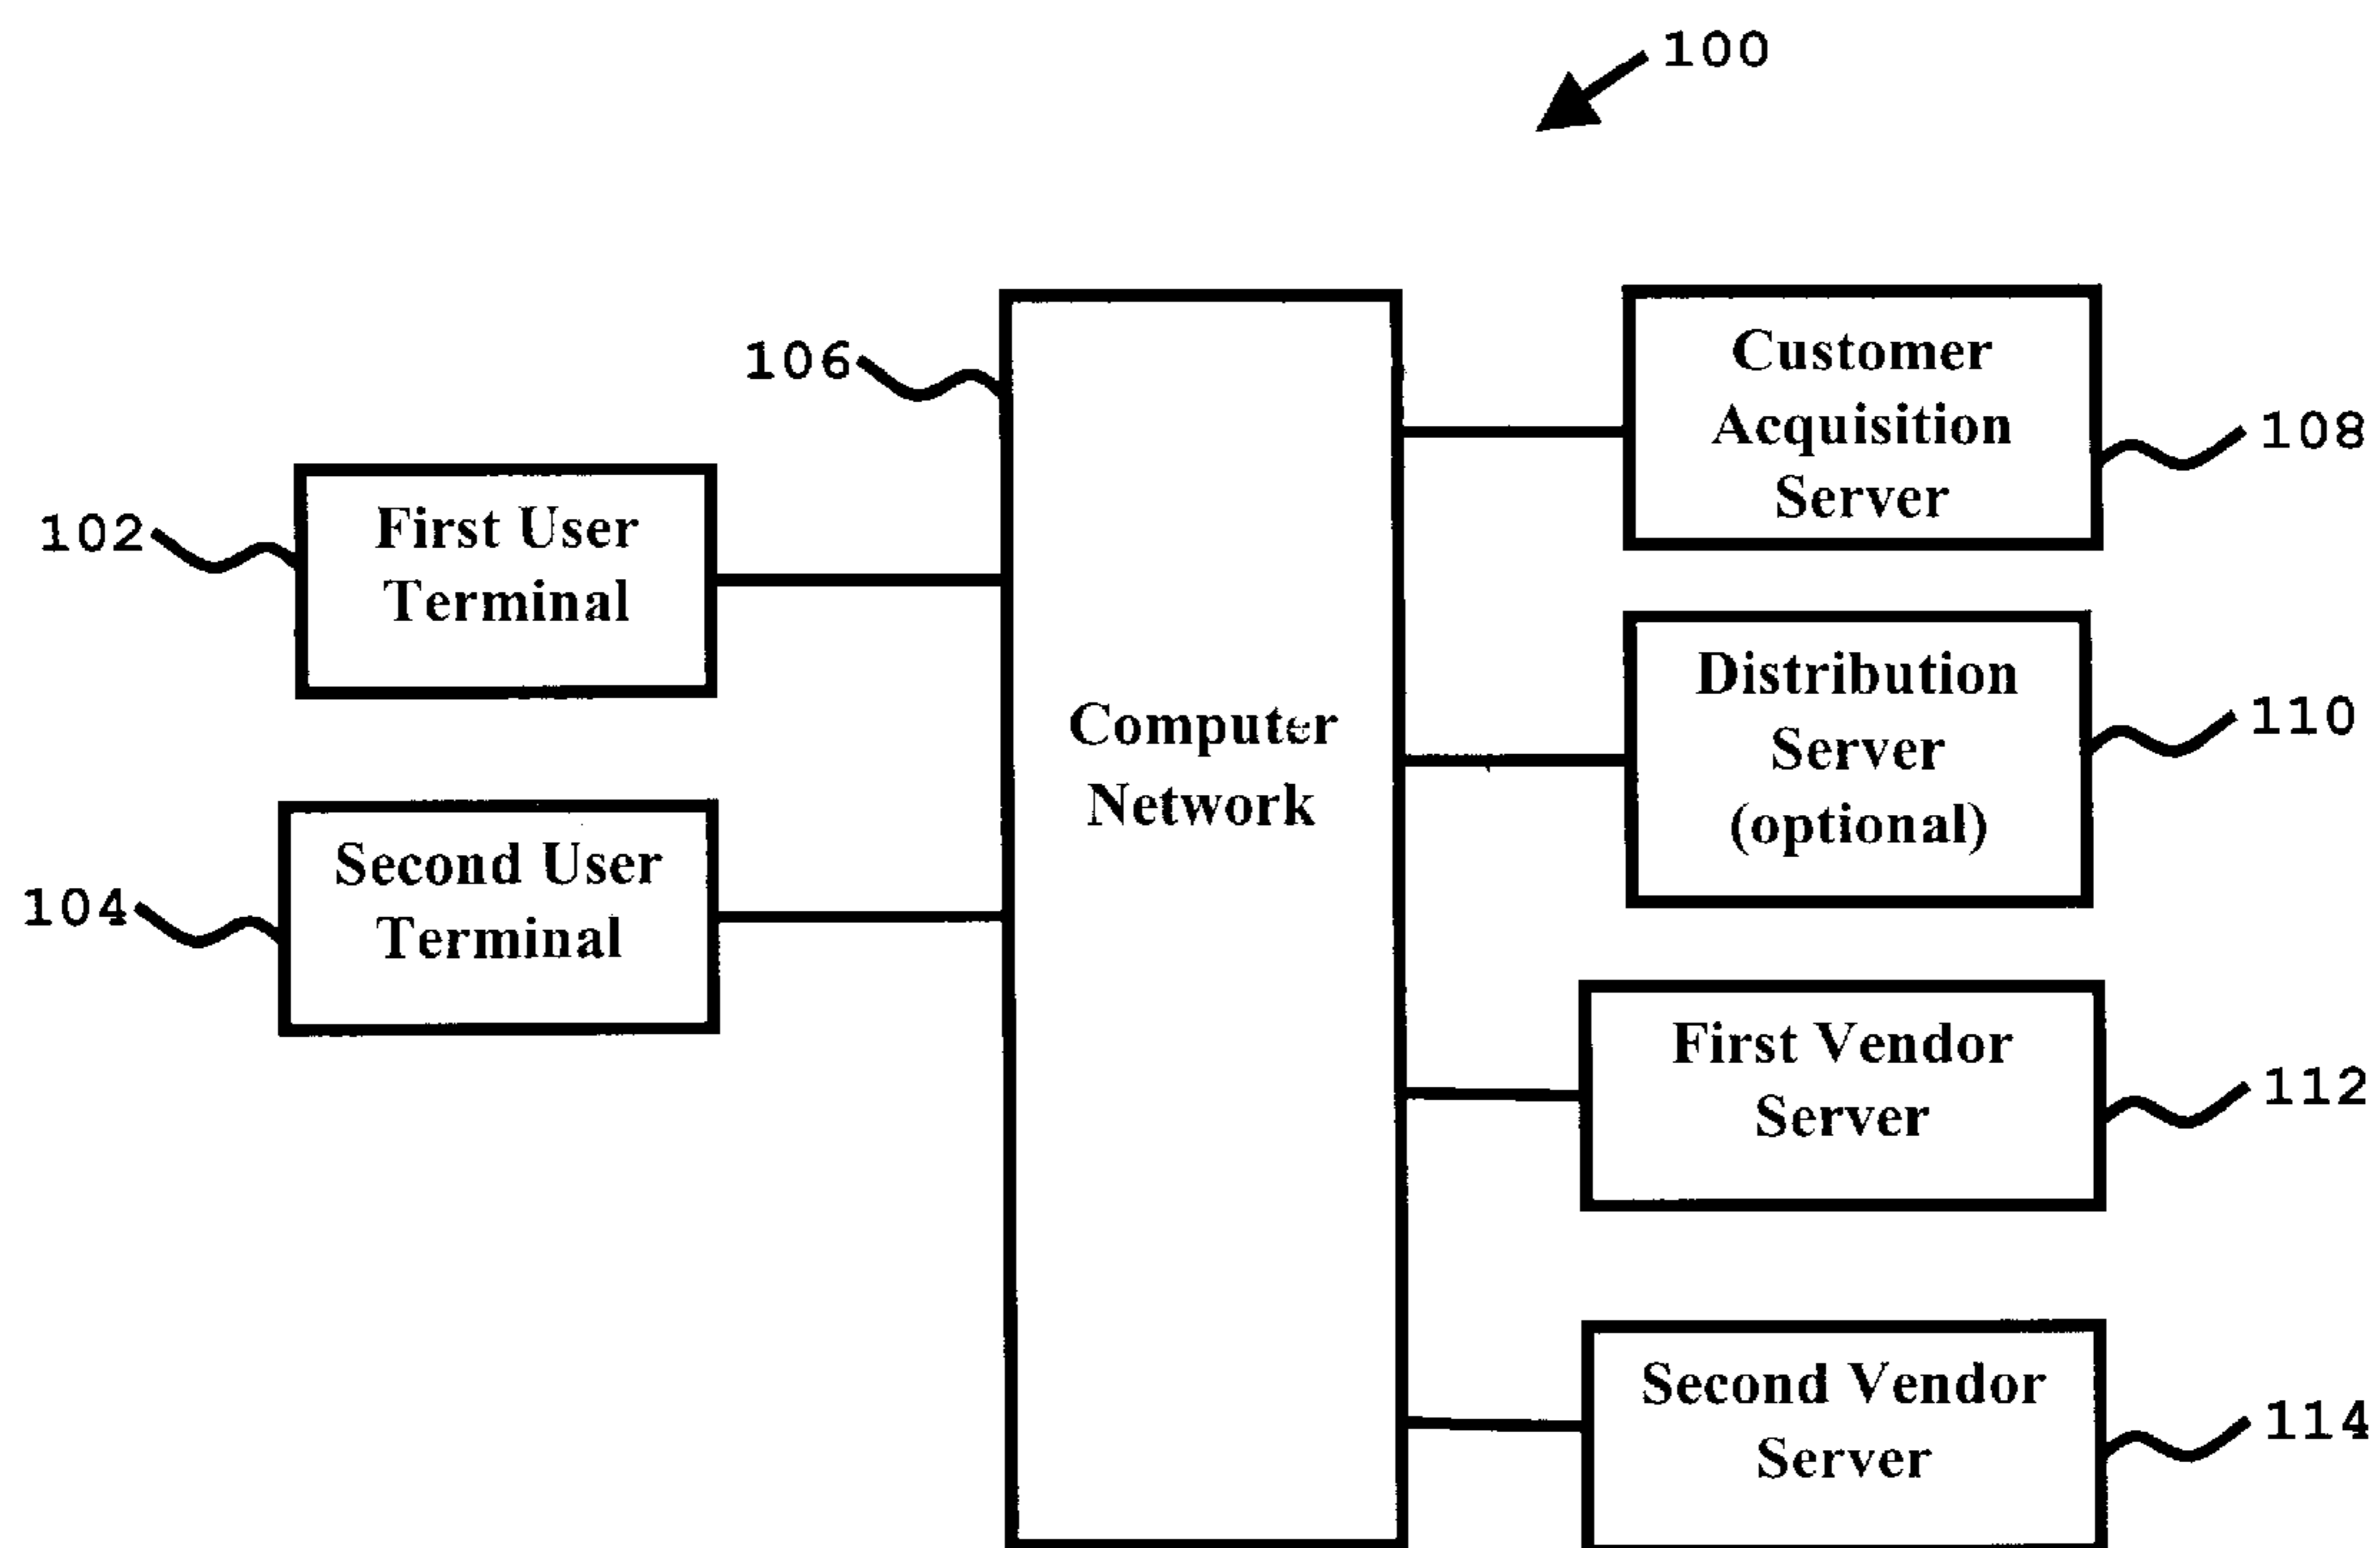 100
106
Customer
Acquisition
Server
108
102
First User
Terminal
Distribution
Server
(optional)
110
Computer
Network
Second User
Terminal
104
First Vendor
Server
112
Second Vendor
Server
114